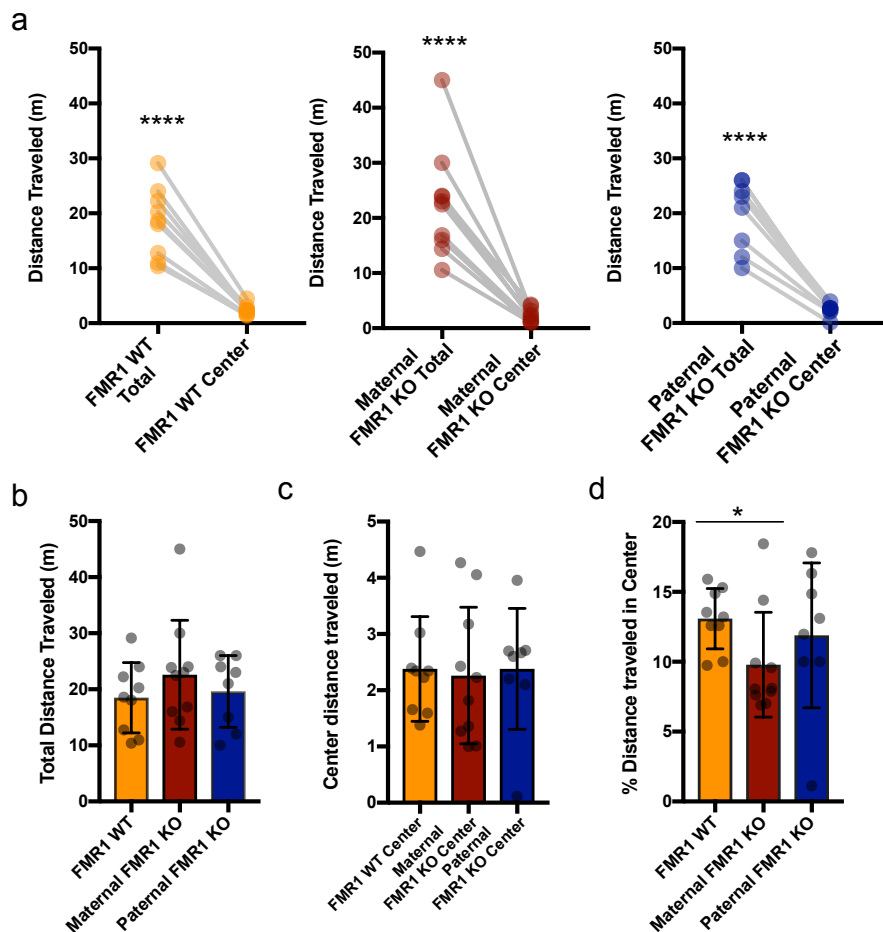 a
50
40
30
20
10
0
Distance Traveled (m)
****
FMR1 WT
Total
FMR1 WT Center
50
40
30
20
10
0
Distance Traveled (m)
****
Maternal
FMR1 KO Total
Maternal
FMR1 KO Center
50
40
30
20
10
0
Distance Traveled (m)
****
Paternal
FMR1 KO Total
Paternal
FMR1 KO Center
b
50
40
30
20
10
0
Total Distance Traveled (m)
FMR1 WT
Maternal FMR1 KO
Paternal FMR1 KO
c
5
4
3
2
1
0
Center distance traveled (m)
FMR1 WT Center
Maternal
FMR1 KO Center
Paternal
FMR1 KO Center
d
20
15
10
5
0
% Distance traveled in Center
*
FMR1 WT
Maternal FMR1 KO
Paternal FMR1 KO